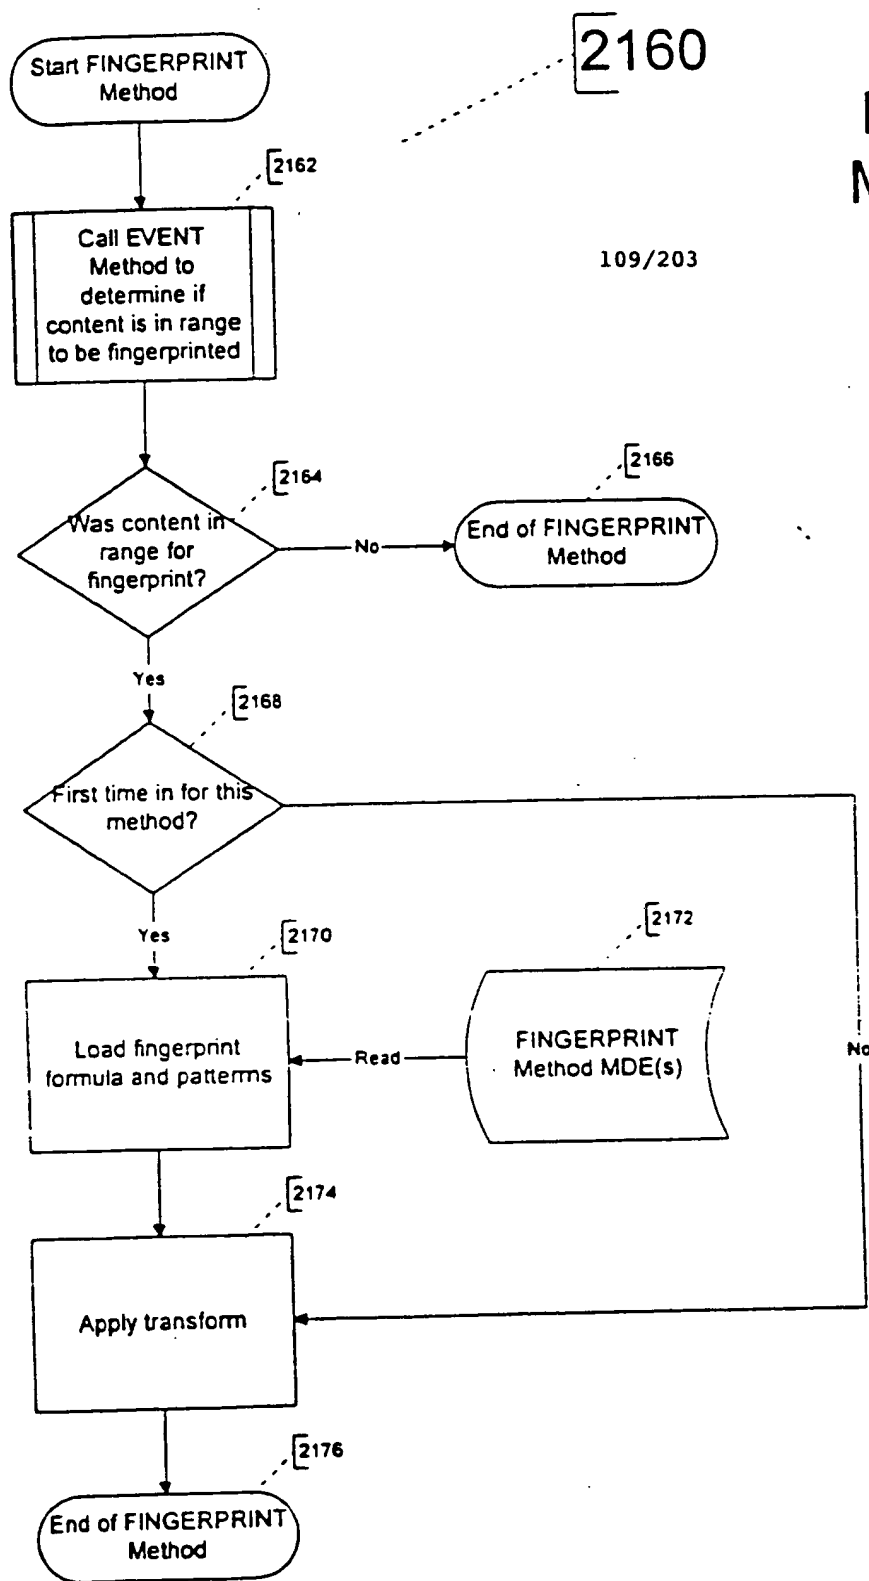 Start FINGERPRINT
Method
2160
109/203
2162
Call EVENT
Method to
determine if
content is in range
to be fingerprinted
2164
Was content in
range for
fingerprint?
No
2166
End of FINGERPRINT
Method
Yes
2168
First time in for this
method?
Yes
2170
2172
Load fingerprint
formula and patterms
Read
FINGERPRINT
Method MDE(s)
No
2174
Apply transform
2176
End of FINGERPRINT
Method